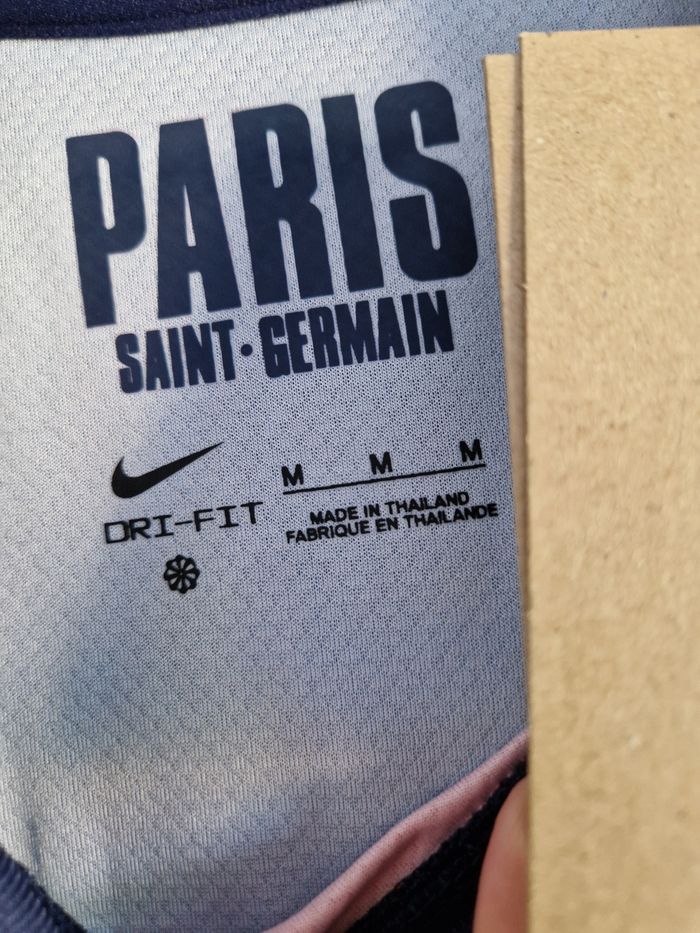 PARIS
SAINT·GERMAIN
DRI-FIT
M M M
MADE IN THAILAND
FABRIQUE EN THAILANDE